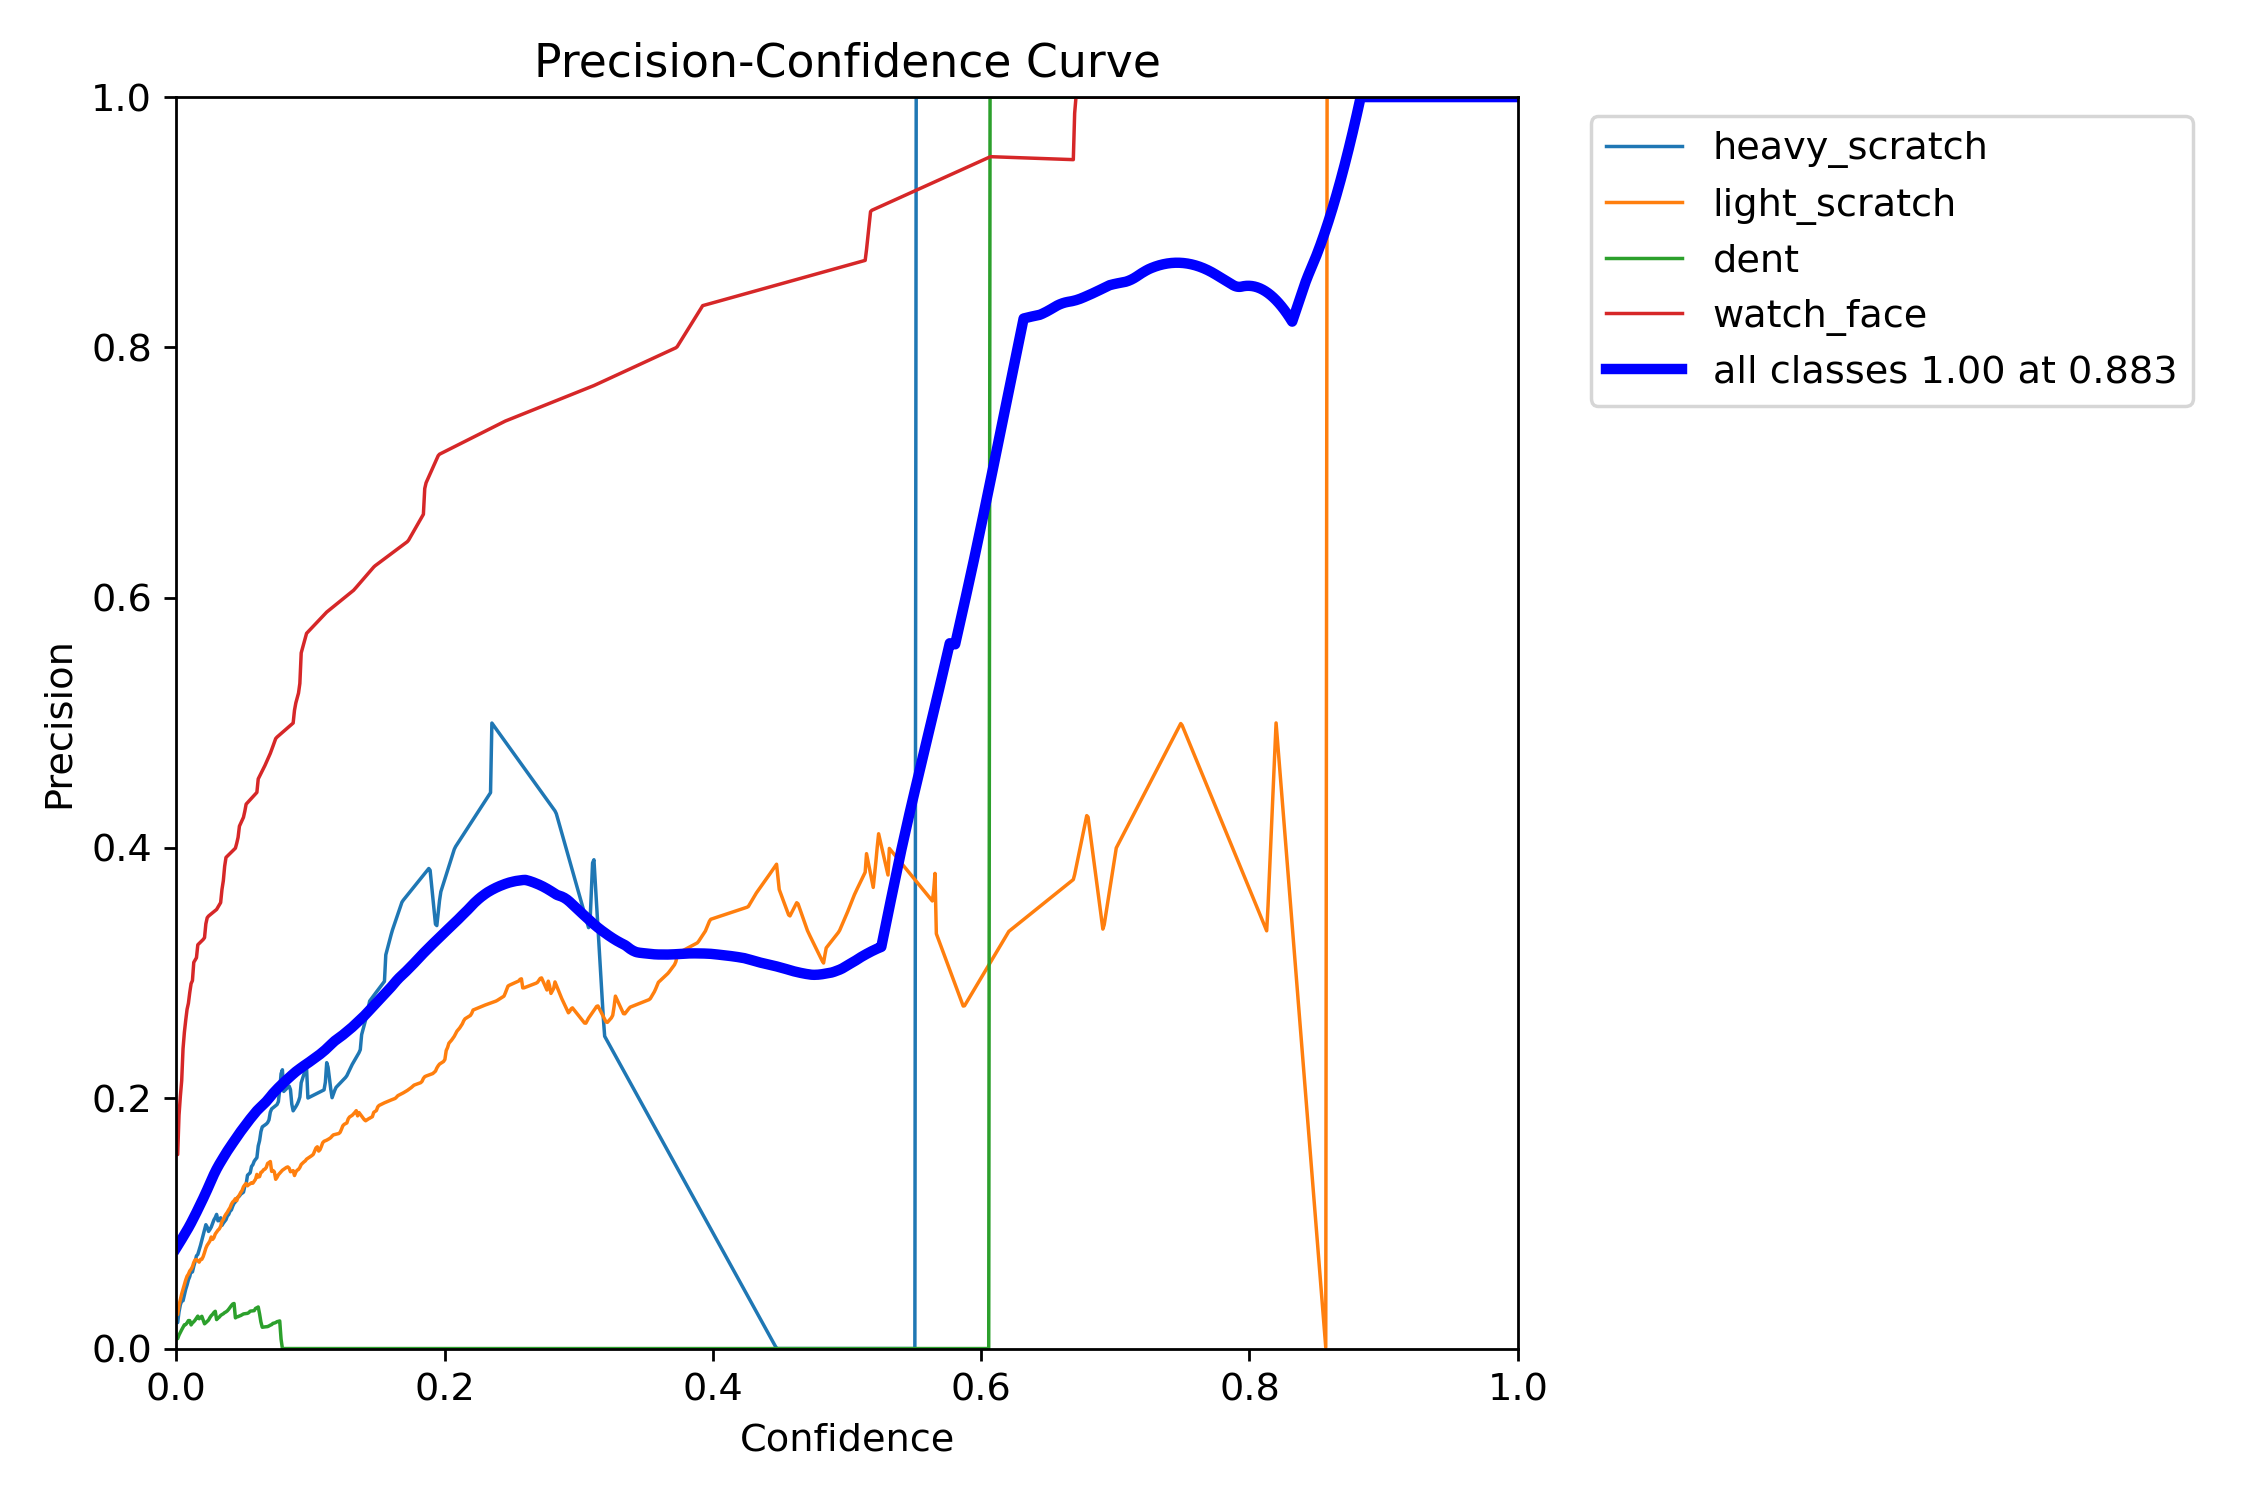 Precision-Confidence Curve
1.0
0.8
0.6
0.4
0.2
0.0
Precision
0.0 0.2 0.4 0.6 0.8 1.0
Confidence
heavy_scratch
light_scratch
dent
watch_face
all classes 1.00 at 0.883